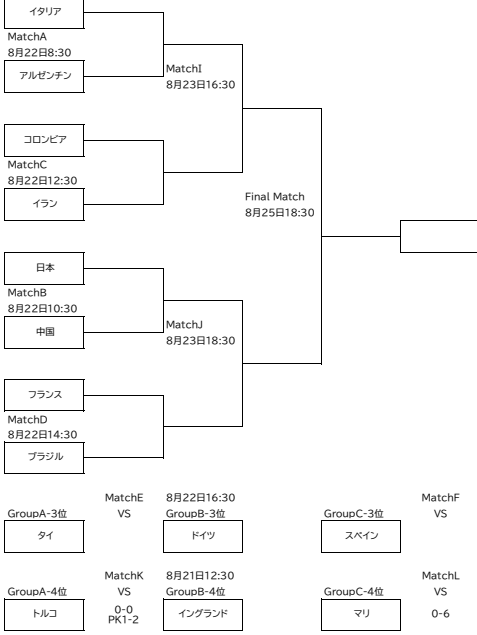 イタリア
MatchA
8月22日8:30
アルゼンチン
MatchI
8月23日16:30
コロンビア
MatchC
8月22日12:30
イラン
Final Match
8月25日18:30
日本
MatchB
8月22日10:30
中国
MatchJ
8月23日18:30
フランス
MatchD
8月22日14:30
ブラジル
MatchE 8月22日16:30 MatchF
GroupA-3位 VS GroupB-3位 GroupC-3位 VS
タイ ドイツ スペイン
MatchK 8月21日12:30 MatchL
GroupA-4位 VS GroupB-4位 GroupC-4位 VS
トルコ 0-0 イングランド マリ 0-6
PK1-2